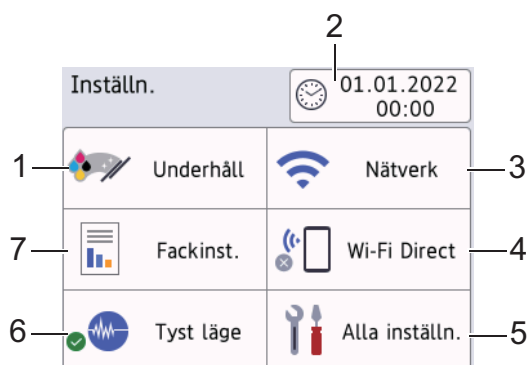 2
Inställn.
01.01.2022
00:00
1
Underhåll
Nätverk
3
7
Fackinst.
Wi-Fi Direct
4
6
Tyst läge
Alla inställn.
5